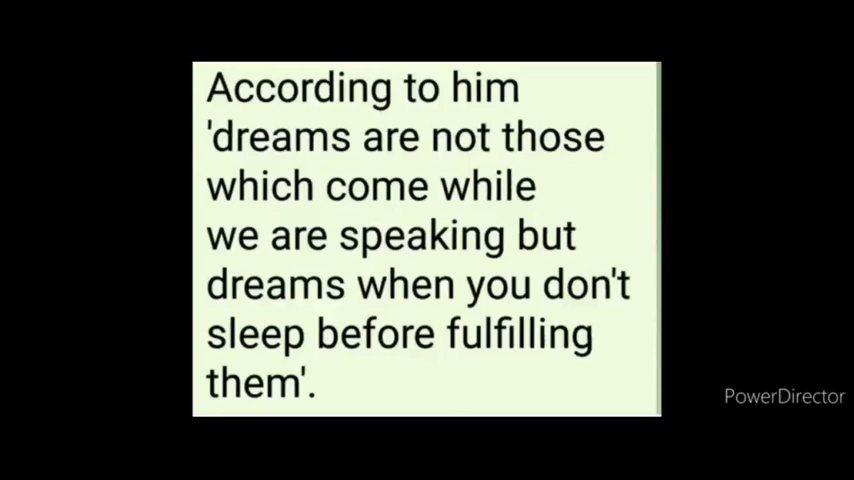 According to him
'dreams are not those
which come while
we are speaking but
dreams when you don't
sleep before fulfilling
them'.
PowerDirector